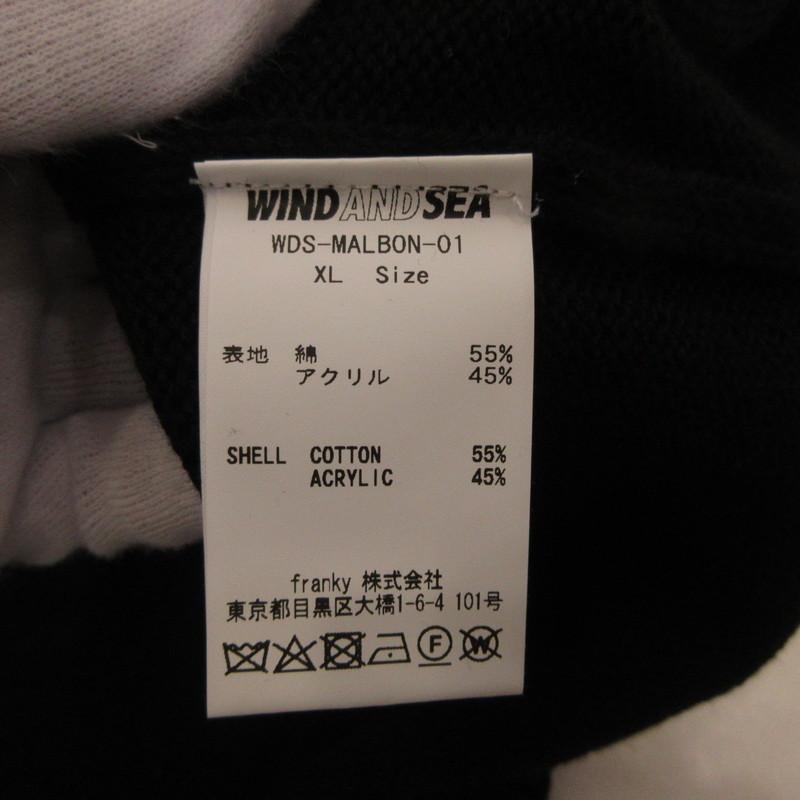 WIND AND SEA
WDS-MALBON-01
XL Size
表地 綿 55%
アクリル 45%
SHELL COTTON 55%
ACRYLIC 45%
franky 株式会社
東京都目黒区大橋1-6-4 101号
F W